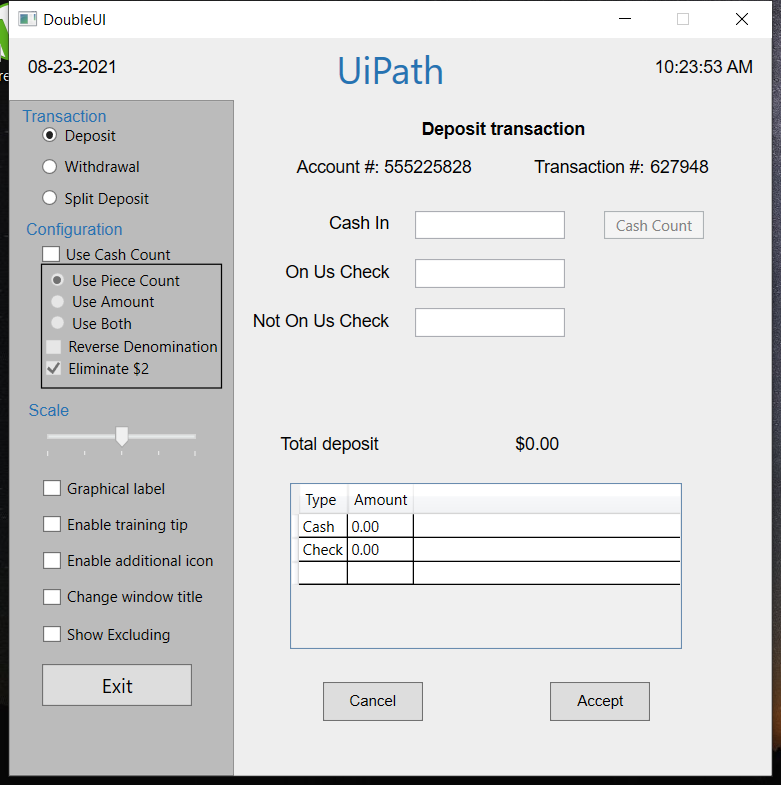 DoubleUI
08-23-2021
UiPath
10:23:53 AM
Transaction
Deposit
Withdrawal
Split Deposit
Configuration
Use Cash Count
Use Piece Count
Use Amount
Use Both
Reverse Denomination
Eliminate $2
Scale
Graphical label
Enable training tip
Enable additional icon
Change window title
Show Excluding
Exit
Deposit transaction
Account #: 555225828 Transaction #: 627948
Cash In Cash Count
On Us Check
Not On Us Check
Total deposit $0.00
Type Amount
Cash 0.00
Check 0.00
Cancel Accept